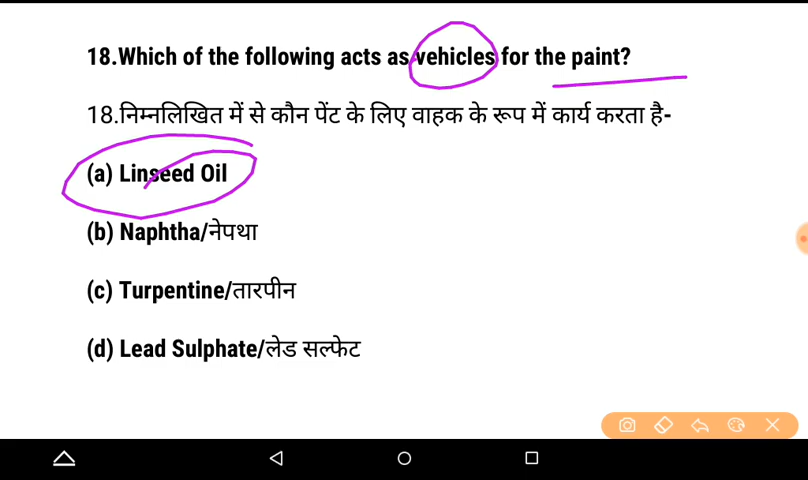 18.Which of the following acts as vehicles for the paint?
18.निम्नलिखित में से कौन पेंट के लिए वाहक के रूप में कार्य करता है-
(a) Linseed Oil
(b) Naphtha/नेपथा
(c) Turpentine/तारपीन
(d) Lead Sulphate/लेड सल्फेट